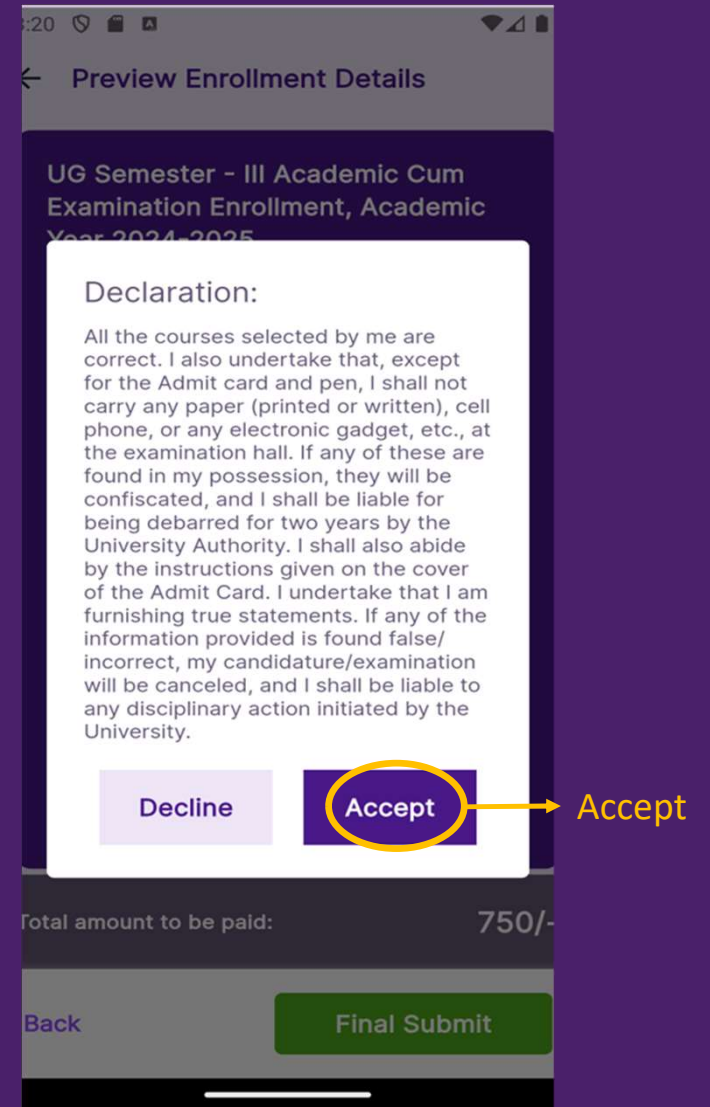 :20
Preview Enrollment Details
UG Semester - III Academic Cum
Examination Enrollment, Academic
Year 2024-2025
Declaration:
All the courses selected by me are
correct. I also undertake that, except
for the Admit card and pen, I shall not
carry any paper (printed or written), cell
phone, or any electronic gadget, etc., at
the examination hall. If any of these are
found in my possession, they will be
confiscated, and I shall be liable for
being debarred for two years by the
University Authority. I shall also abide
by the instructions given on the cover
of the Admit Card. I undertake that I am
furnishing true statements. If any of the
information provided is found false/
incorrect, my candidature/examination
will be canceled, and I shall be liable to
any disciplinary action initiated by the
University.
Decline Accept Accept
Total amount to be paid: 750/-
Back Final Submit